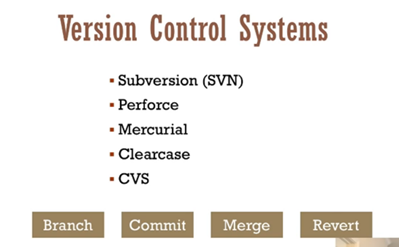 Version Control Systems
▪ Subversion (SVN)
▪ Perforce
▪ Mercurial
▪ Clearcase
▪ CVS
Branch Commit Merge Revert